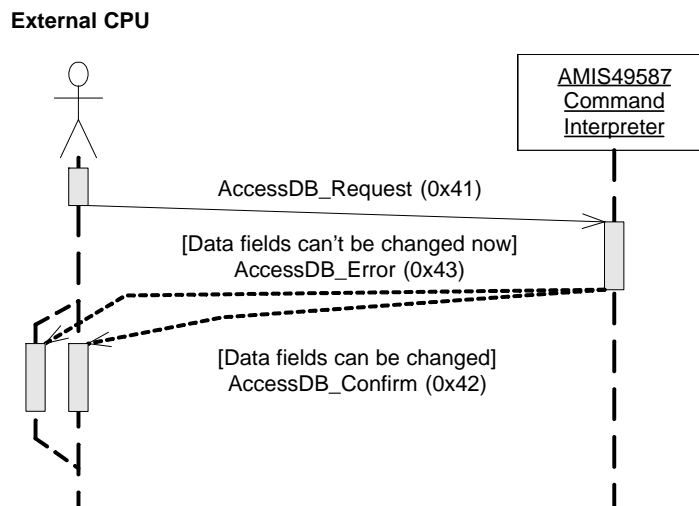 External CPU
AMIS49587
Command
Interpreter
AccessDB_Request (0x41)
[Data fields can't be changed now]
AccessDB_Error (0x43)
[Data fields can be changed]
AccessDB_Confirm (0x42)